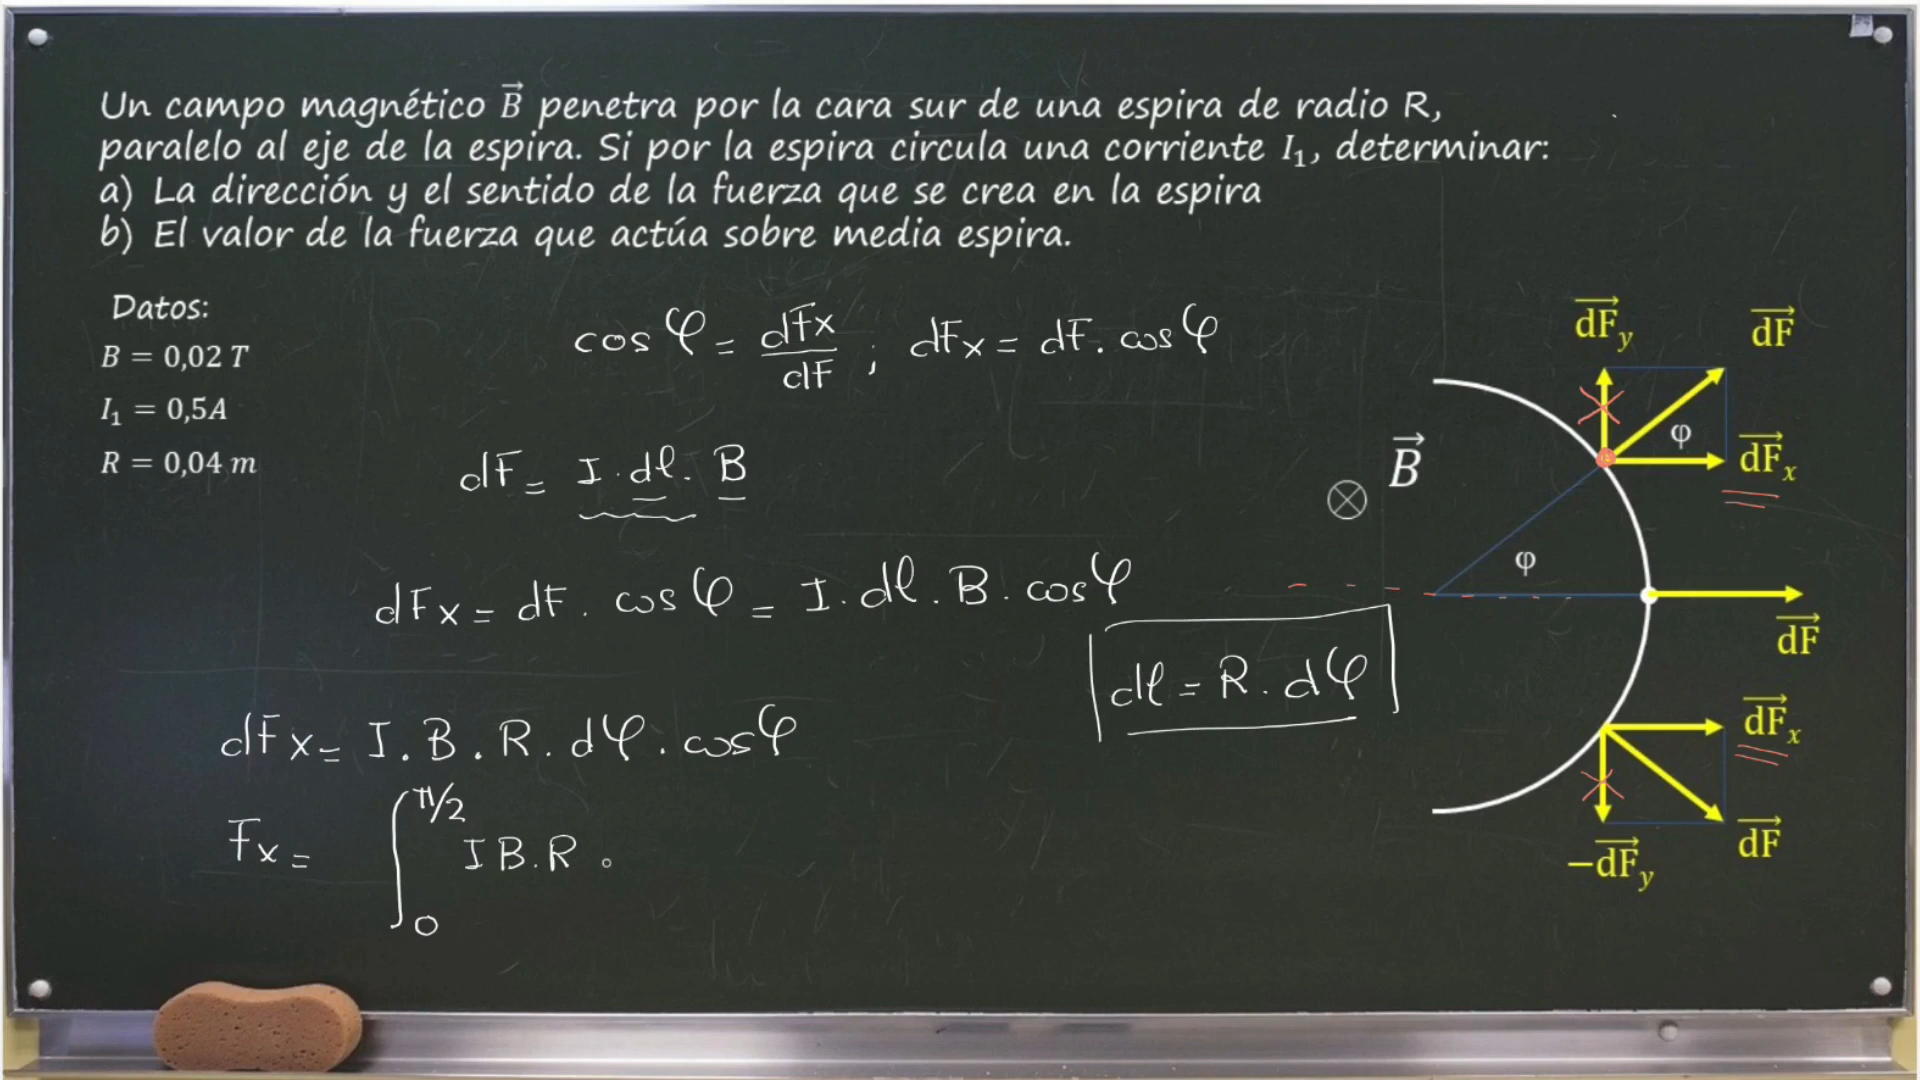 Un campo magnético B⃗ penetra por la cara sur de una espira de radio R,
paralelo al eje de la espira. Si por la espira circula una corriente I₁, determinar:
a) La dirección y el sentido de la fuerza que se crea en la espira
b) El valor de la fuerza que actúa sobre media espira.
Datos:
B = 0,02 T
I₁ = 0,5A
R = 0,04 m
cos φ = dFx/dF ; dFx = dF. cos φ
dF = I.dl. B
dFx = dF. cos φ = I.dl.B.cos φ
dl = R. dφ
dFx = I.B.R.dφ.cos φ
Fx = ∫₀^π/2 I B.R.
dF⃗y
dF⃗
φ
dF⃗x
B⃗
φ
dF⃗
dF⃗x
dF⃗
−dF⃗y